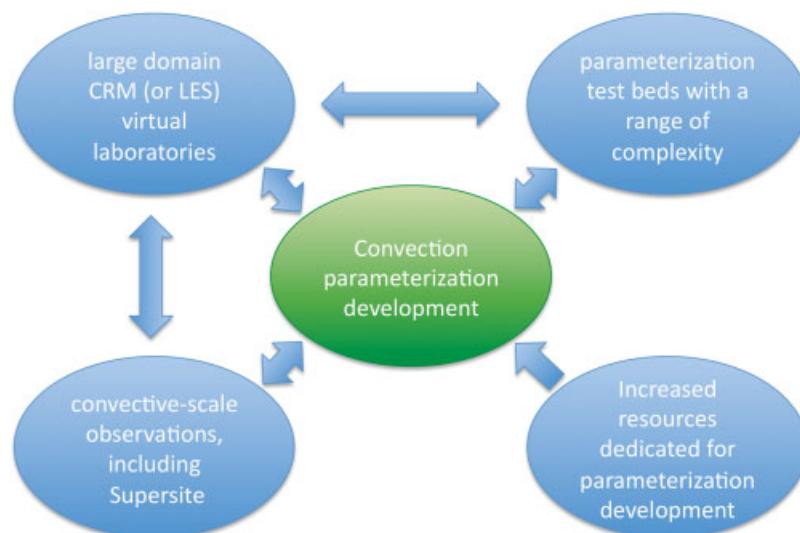 large domain
CRM (or LES)
virtual
laboratories
parameterization
test beds with a
range of
complexity
Convection
parameterization
development
convective-scale
observations,
including
Supersite
Increased
resources
dedicated for
parameterization
development